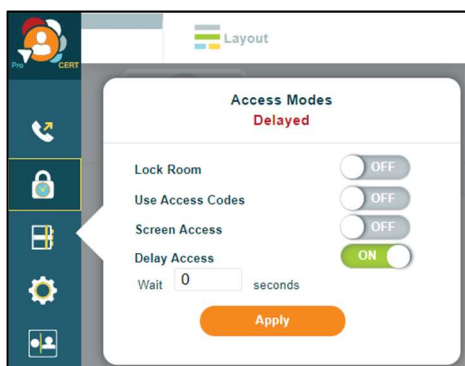 Pro CERT
Layout
Access Modes
Delayed
Lock Room OFF
Use Access Codes OFF
Screen Access OFF
Delay Access ON
Wait 0 seconds
Apply